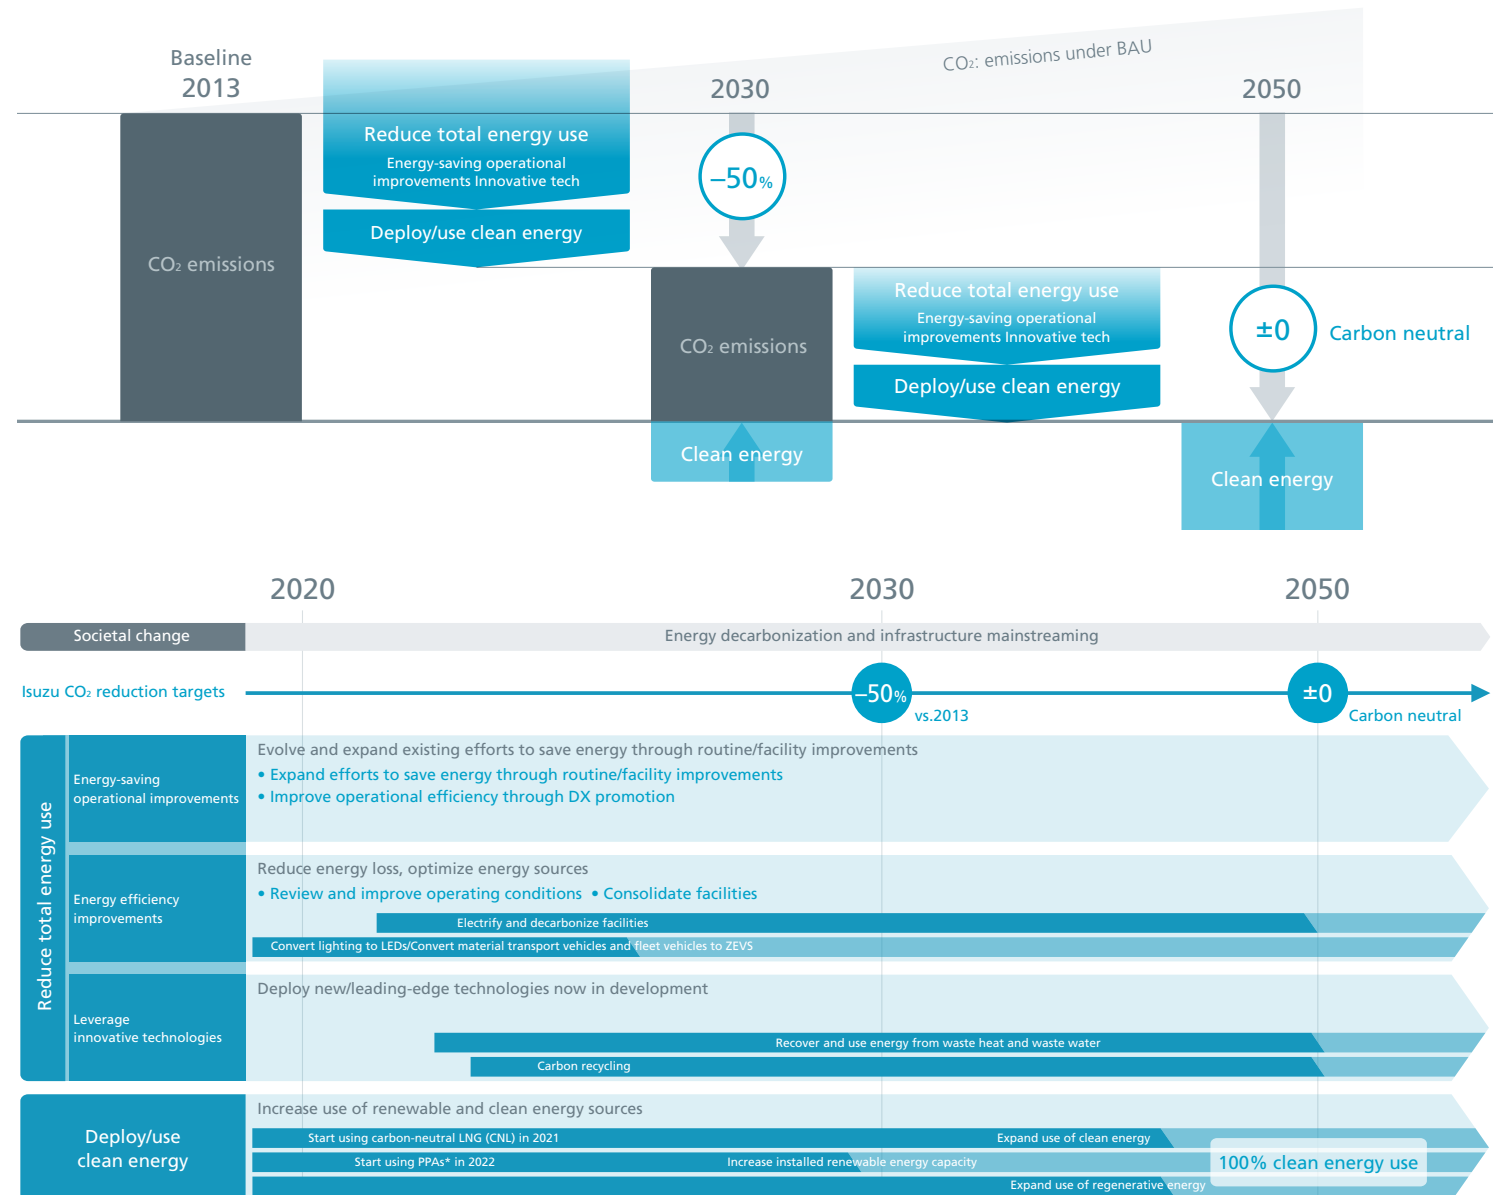 CO₂: emissions under BAU
Baseline
2013
2030
2050
Reduce total energy use
Energy-saving operational
improvements Innovative tech
–50%
Deploy/use clean energy
CO₂ emissions
Reduce total energy use
Energy-saving operational
improvements Innovative tech
±0
Carbon neutral
CO₂ emissions
Deploy/use clean energy
Clean energy
Clean energy
2020
2030
2050
Societal change
Energy decarbonization and infrastructure mainstreaming
Isuzu CO₂ reduction targets
–50%
vs.2013
±0
Carbon neutral
Reduce total energy use
Energy-saving
operational improvements
Evolve and expand existing efforts to save energy through routine/facility improvements
• Expand efforts to save energy through routine/facility improvements
• Improve operational efficiency through DX promotion
Energy efficiency
improvements
Reduce energy loss, optimize energy sources
• Review and improve operating conditions • Consolidate facilities
Electrify and decarbonize facilities
Convert lighting to LEDs/Convert material transport vehicles and fleet vehicles to ZEVS
Leverage
innovative technologies
Deploy new/leading-edge technologies now in development
Recover and use energy from waste heat and waste water
Carbon recycling
Deploy/use
clean energy
Increase use of renewable and clean energy sources
Start using carbon-neutral LNG (CNL) in 2021
Expand use of clean energy
Start using PPAs* in 2022
Increase installed renewable energy capacity
100% clean energy use
Expand use of regenerative energy